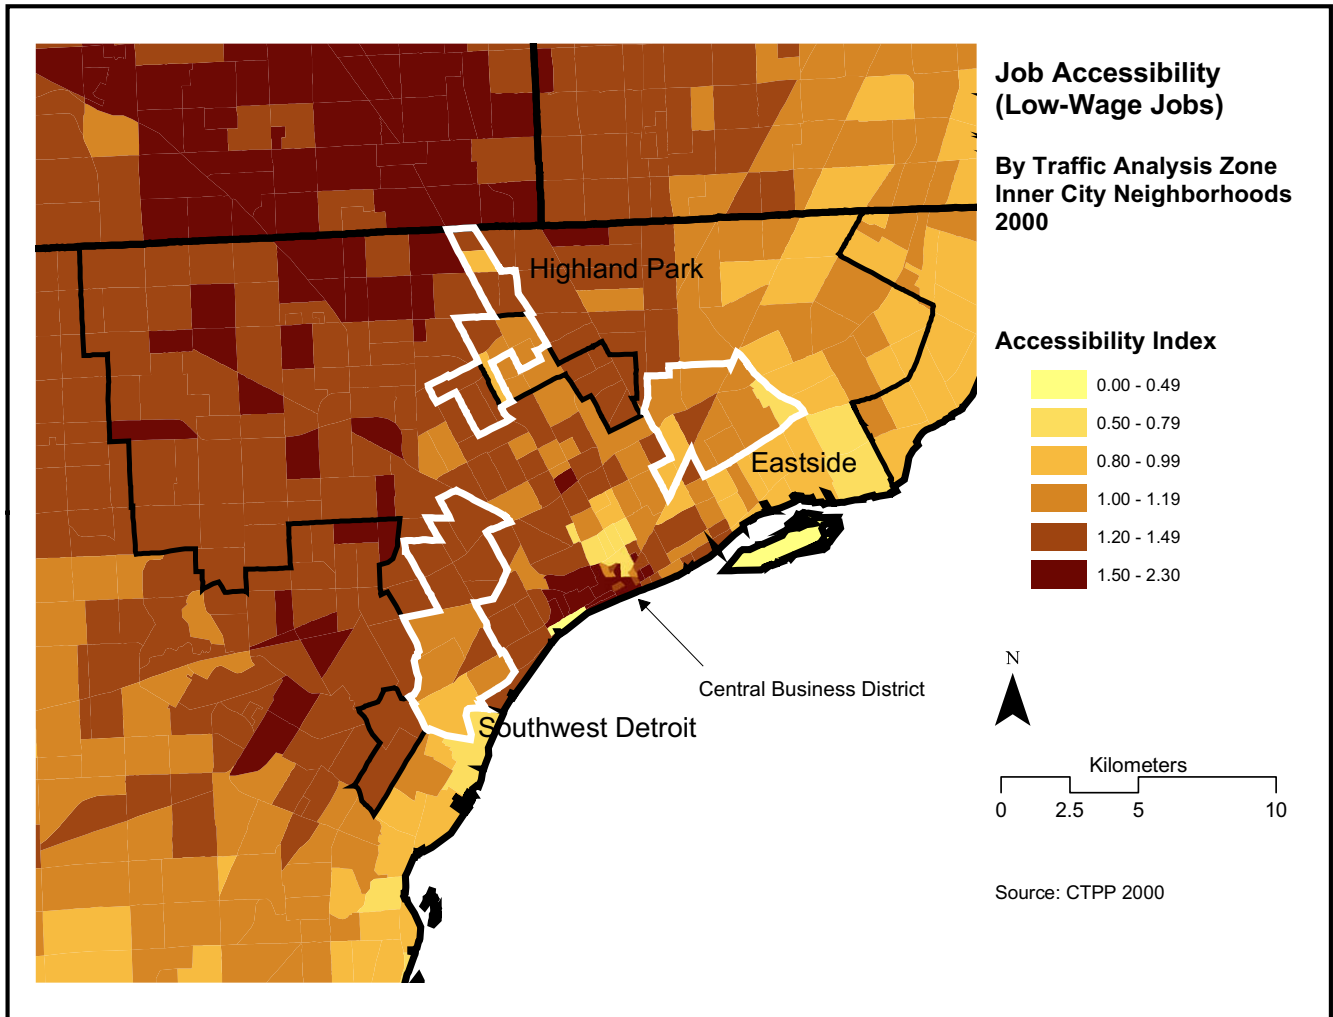 Job Accessibility
(Low-Wage Jobs)
By Traffic Analysis Zone
Inner City Neighborhoods
2000
Highland Park
Eastside
Central Business District
Southwest Detroit
Accessibility Index
0.00 - 0.49
0.50 - 0.79
0.80 - 0.99
1.00 - 1.19
1.20 - 1.49
1.50 - 2.30
N
Kilometers
0 2.5 5 10
Source: CTPP 2000